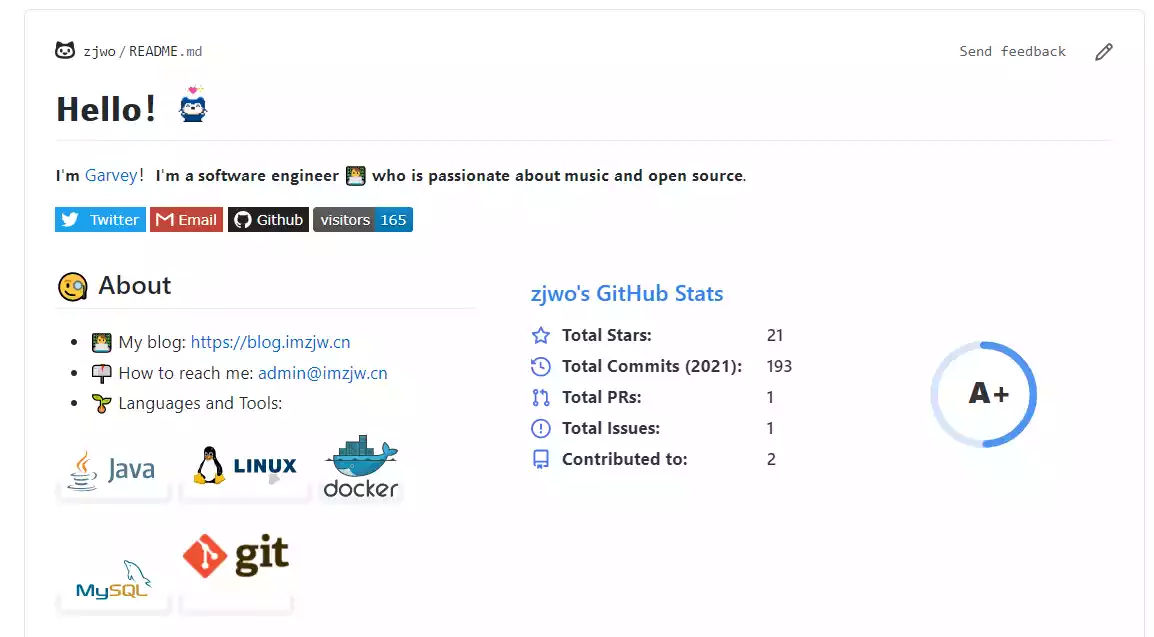 zjwo/README.md
Send feedback
Hello!
I'm Garvey! I'm a software engineer 👨‍💻 who is passionate about music and open source.
Twitter Email Github visitors 165
🧐 About
• 👨‍💻 My blog: https://blog.imzjw.cn
• 📫 How to reach me: admin@imzjw.cn
• 🌱 Languages and Tools:
Java LINUX docker
MySQL git
zjwo's GitHub Stats
Total Stars: 21
Total Commits (2021): 193
Total PRs: 1
Total Issues: 1
Contributed to: 2
A+